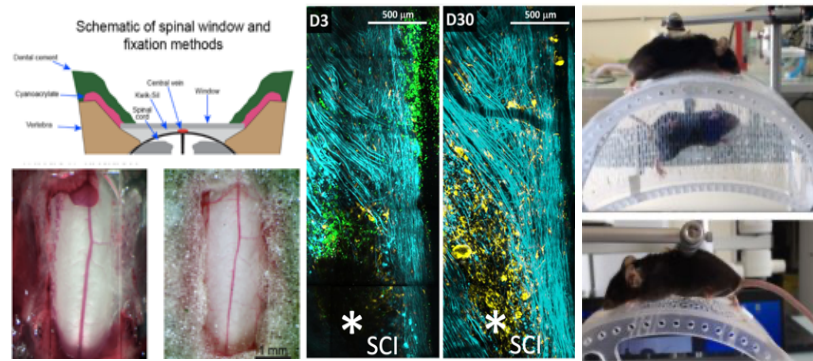 Schematic of spinal window and
fixation methods
Dental cement
Central vein
Kwik-Sil
Window
Cyanoacrylate
Spinal
cord
Vertebra
1 mm
D3
500 µm
* SCI
D30
500 µm
* SCI